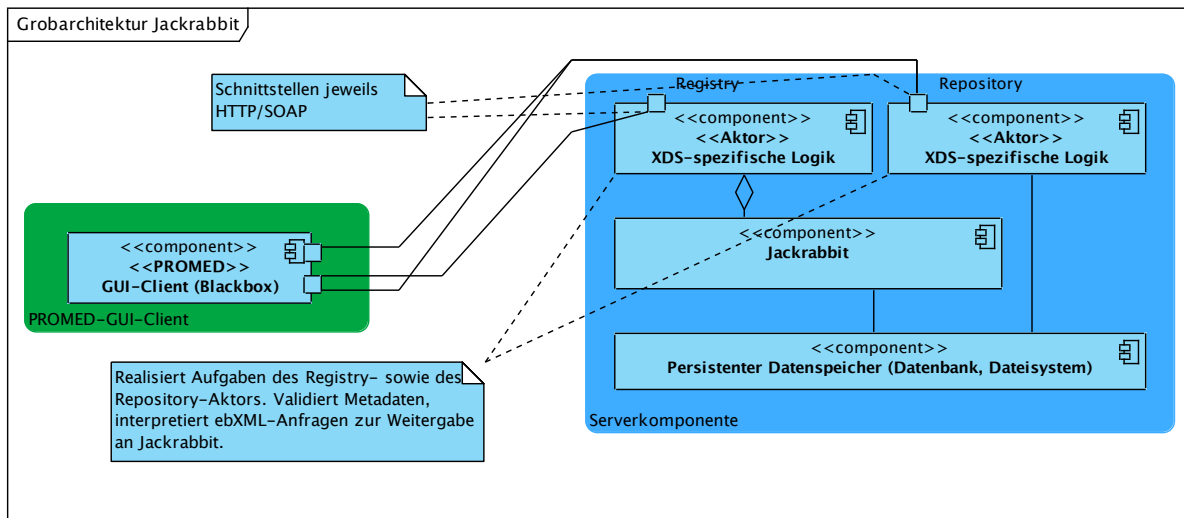 Grobarchitektur Jackrabbit
Schnittstellen jeweils
HTTP/SOAP
Registry
Repository
<<component>>
<<Aktor>>
XDS-spezifische Logik
<<component>>
<<Aktor>>
XDS-spezifische Logik
<<component>>
Jackrabbit
<<component>>
<<PROMED>>
GUI-Client (Blackbox)
PROMED-GUI-Client
<<component>>
Persistenter Datenspeicher (Datenbank, Dateisystem)
Serverkomponente
Realisiert Aufgaben des Registry- sowie des
Repository-Aktors. Validiert Metadaten,
interpretiert ebXML-Anfragen zur Weitergabe
an Jackrabbit.